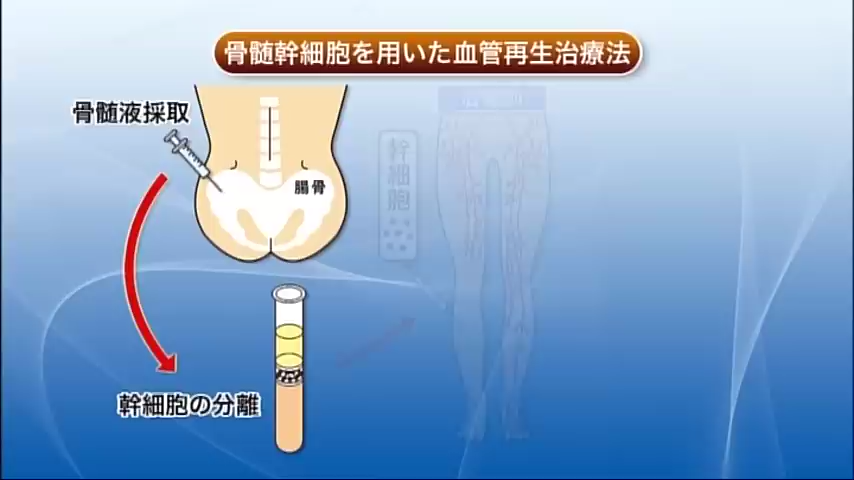 骨髄幹細胞を用いた血管再生治療法
骨髄液採取
腸骨
幹細胞
幹細胞の分離